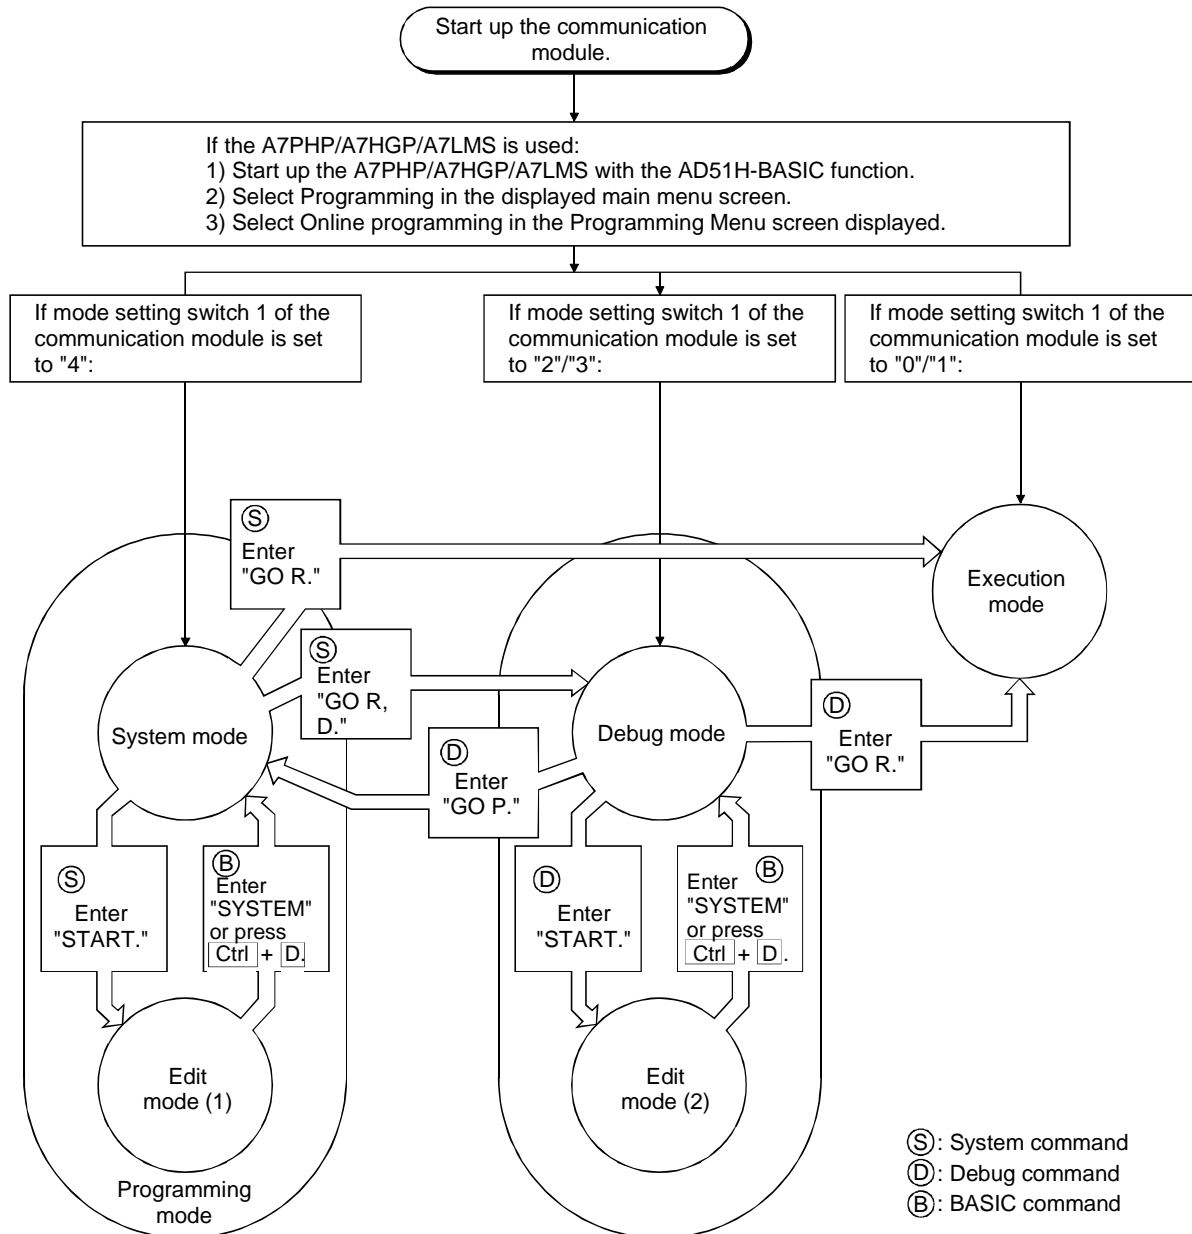 Start up the communication
module.
If the A7PHP/A7HGP/A7LMS is used:
1) Start up the A7PHP/A7HGP/A7LMS with the AD51H-BASIC function.
2) Select Programming in the displayed main menu screen.
3) Select Online programming in the Programming Menu screen displayed.
If mode setting switch 1 of the
communication module is set
to "4":
If mode setting switch 1 of the
communication module is set
to "2"/"3":
If mode setting switch 1 of the
communication module is set
to "0"/"1":
S
Enter
"GO R."
Execution
mode
S
Enter
"GO R,
D."
System mode
D
Enter
"GO P."
Debug mode
D
Enter
"GO R."
S
Enter
"START."
B
Enter
"SYSTEM"
or press
Ctrl + D.
D
Enter
"START."
B
Enter
"SYSTEM"
or press
Ctrl + D.
Edit
mode (1)
Edit
mode (2)
Programming
mode
S: System command
D: Debug command
B: BASIC command